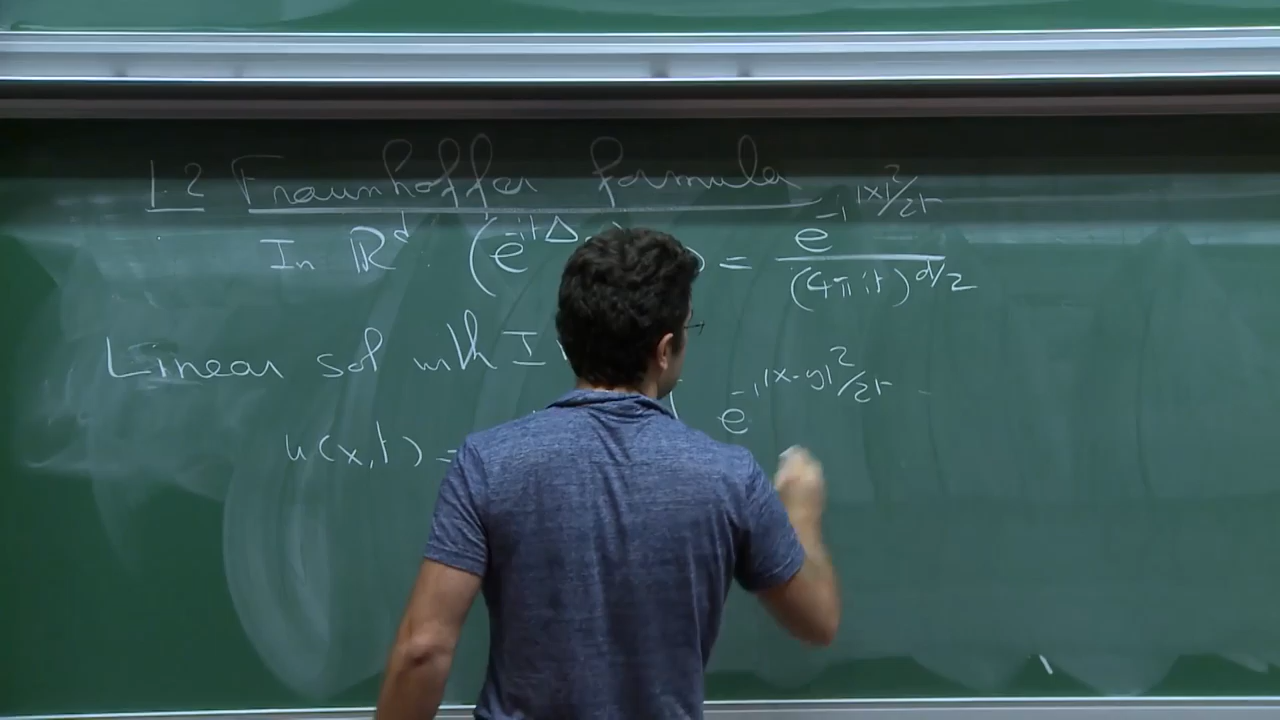 1.2 Fraunhoffer formula
In ℝ^d : (e^{-itΔ} ) = e^{-i|x|²/2t} / (4πit)^{d/2}
Linear sol with I
u(x,t) = e^{-i|x-y|²/2t}